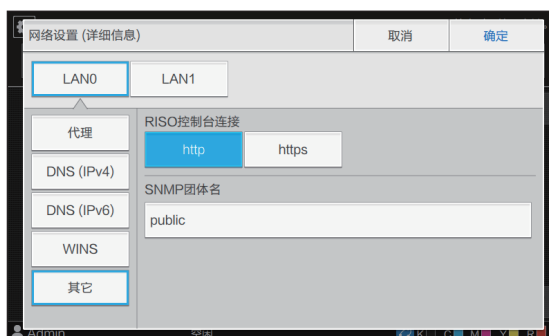 网络设置 (详细信息)
取消
确定
LAN0
LAN1
代理
DNS (IPv4)
DNS (IPv6)
WINS
其它
RISO控制台连接
http
https
SNMP团体名
public
Admin
空闲
K C M Y R